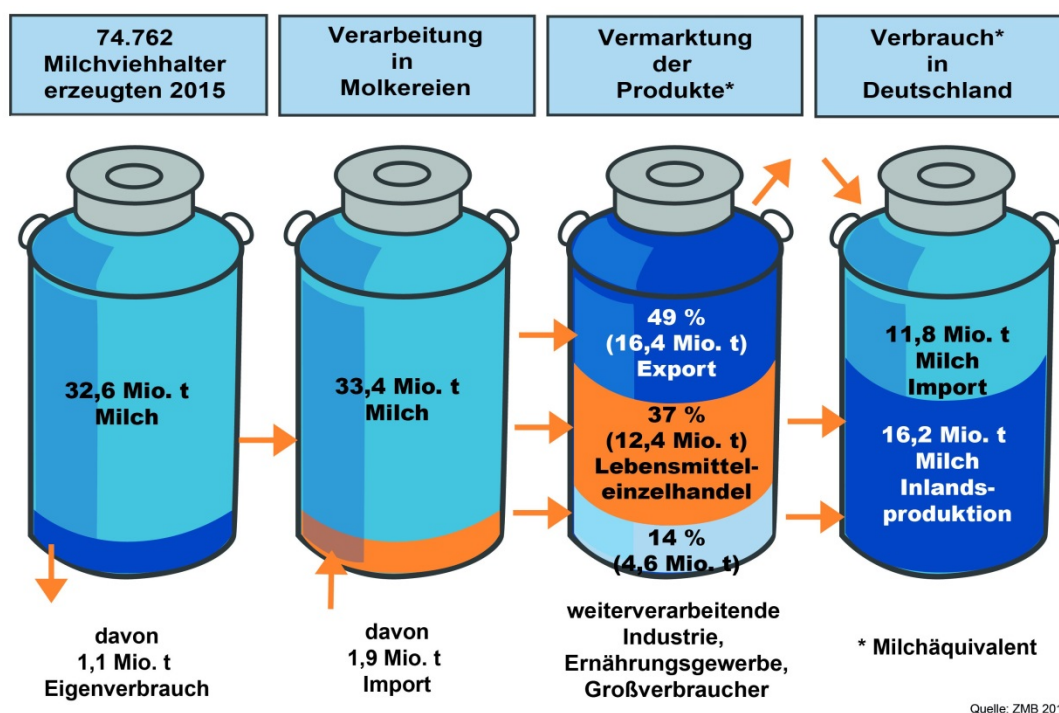 74.762
Milchviehhalter
erzeugten 2015
Verarbeitung
in
Molkereien
Vermarktung
der
Produkte*
Verbrauch*
in
Deutschland
32,6 Mio. t
Milch
davon
1,1 Mio. t
Eigenverbrauch
33,4 Mio. t
Milch
davon
1,9 Mio. t
Import
49 %
(16,4 Mio. t)
Export
37 %
(12,4 Mio. t)
Lebensmittel-
einzelhandel
14 %
(4,6 Mio. t)
weiterverarbeitende
Industrie,
Ernährungsgewerbe,
Großverbraucher
11,8 Mio. t
Milch
Import
16,2 Mio. t
Milch
Inlands-
produktion
* Milchäquivalent
Quelle: ZMB